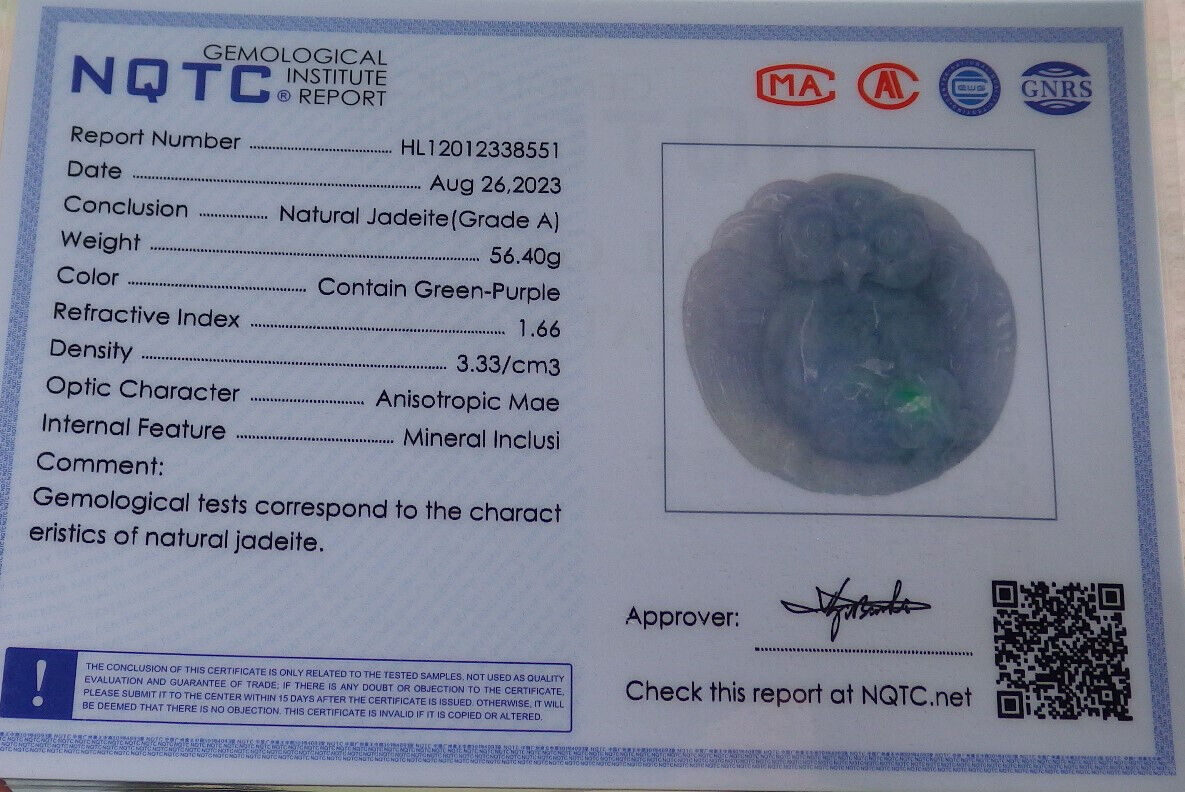 NQTC® GEMOLOGICAL
INSTITUTE
REPORT
MA
AL
CWG
GNRS
Report Number ........ HL12012338551
Date ........ Aug 26,2023
Conclusion ........ Natural Jadeite(Grade A)
Weight ........ 56.40g
Color ........ Contain Green-Purple
Refractive Index ........ 1.66
Density ........ 3.33/cm3
Optic Character ........ Anisotropic Mae
Internal Feature ........ Mineral Inclusi
Comment:
Gemological tests correspond to the charact
eristics of natural jadeite.
Approver:
Check this report at NQTC.net
! THE CONCLUSION OF THIS CERTIFICATE IS ONLY RELATED TO THE TESTED SAMPLES, NOT USED AS QUALITY
EVALUATION AND GUARANTEE OF TRADE; IF THERE IS ANY DOUBT OR OBJECTION TO THE CERTIFICATE,
PLEASE SUBMIT IT TO THE CENTER WITHIN 15 DAYS AFTER THE CERTIFICATE IS ISSUED. OTHERWISE, IT WILL
BE DEEMED THAT THERE IS NO OBJECTION. THIS CERTIFICATE IS INVALID IF IT IS COPIED OR ALTERED.